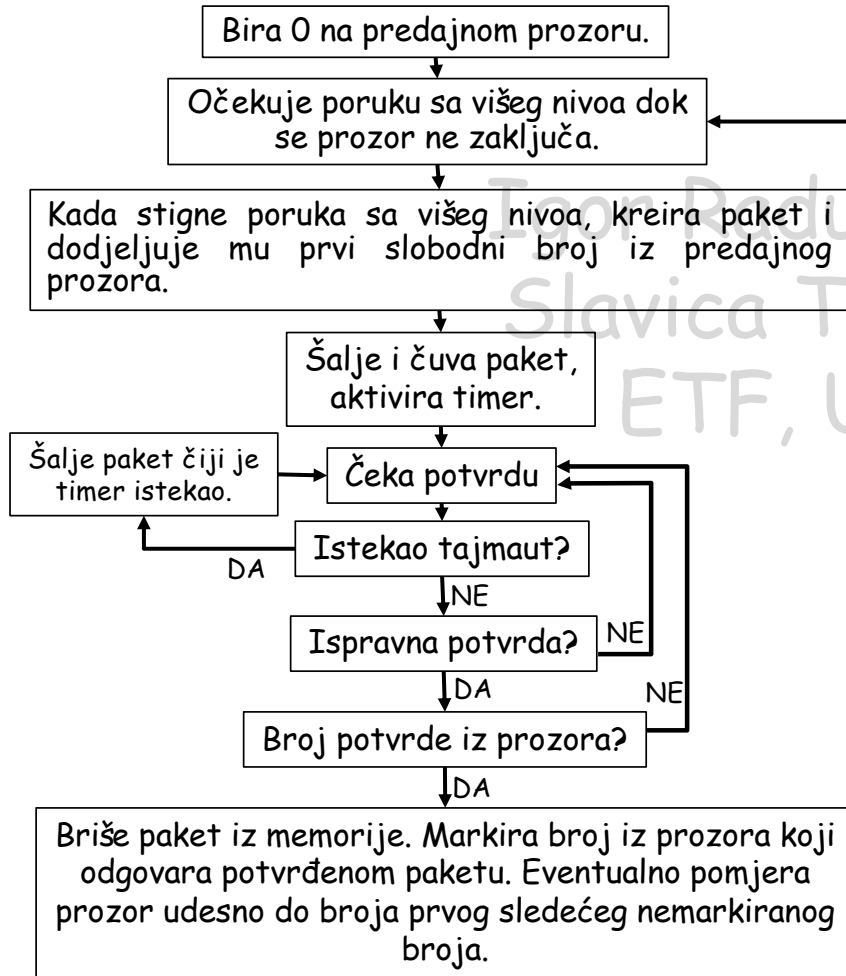 Bira 0 na predajnom prozoru.
Očekuje poruku sa višeg nivoa dok
se prozor ne zaključa.
Kada stigne poruka sa višeg nivoa, kreira paket i
dodjeljuje mu prvi slobodni broj iz predajnog
prozora.
Šalje i čuva paket,
aktivira timer.
Šalje paket čiji je
timer istekao.
Čeka potvrdu
Istekao tajmaut?
DA
NE
Ispravna potvrda?
NE
DA
NE
Broj potvrde iz prozora?
DA
Briše paket iz memorije. Markira broj iz prozora koji
odgovara potvrđenom paketu. Eventualno pomjera
prozor udesno do broja prvog sledećeg nemarkiranog
broja.
Igor
Slavica
ETF,